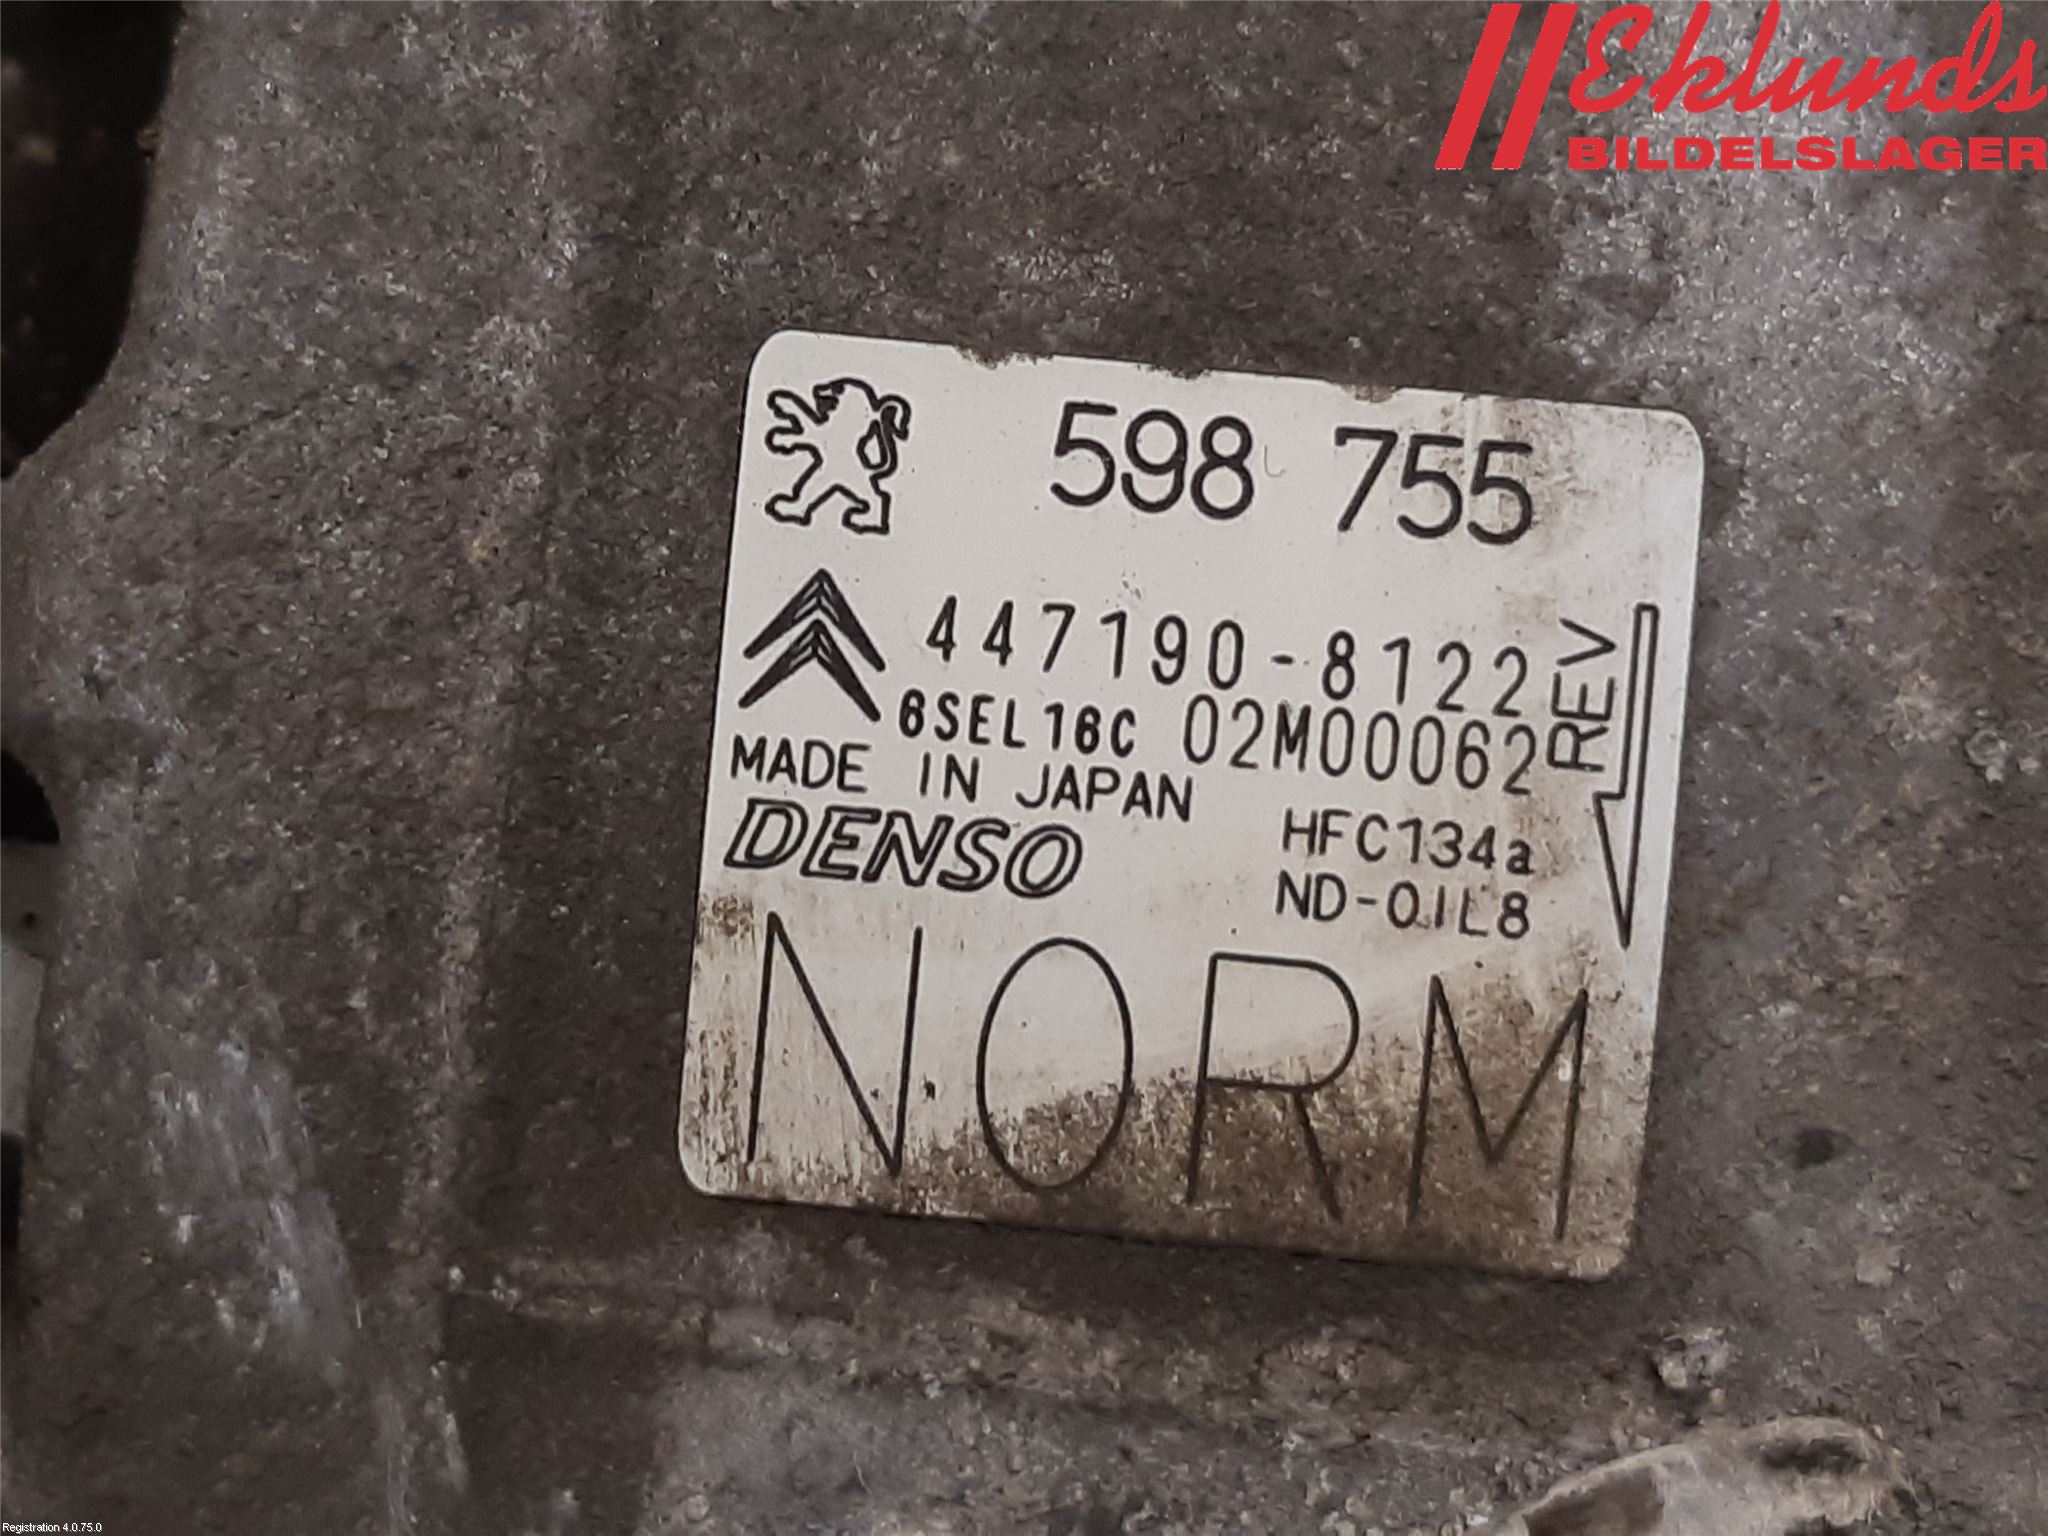 Eklunds
BILDELSLAGER
598 755
447190-8122
6SEL16C 02M00062
REV
MADE IN JAPAN
DENSO
HFC134a
ND-OIL8
NORM
Registration 4.0.75.0